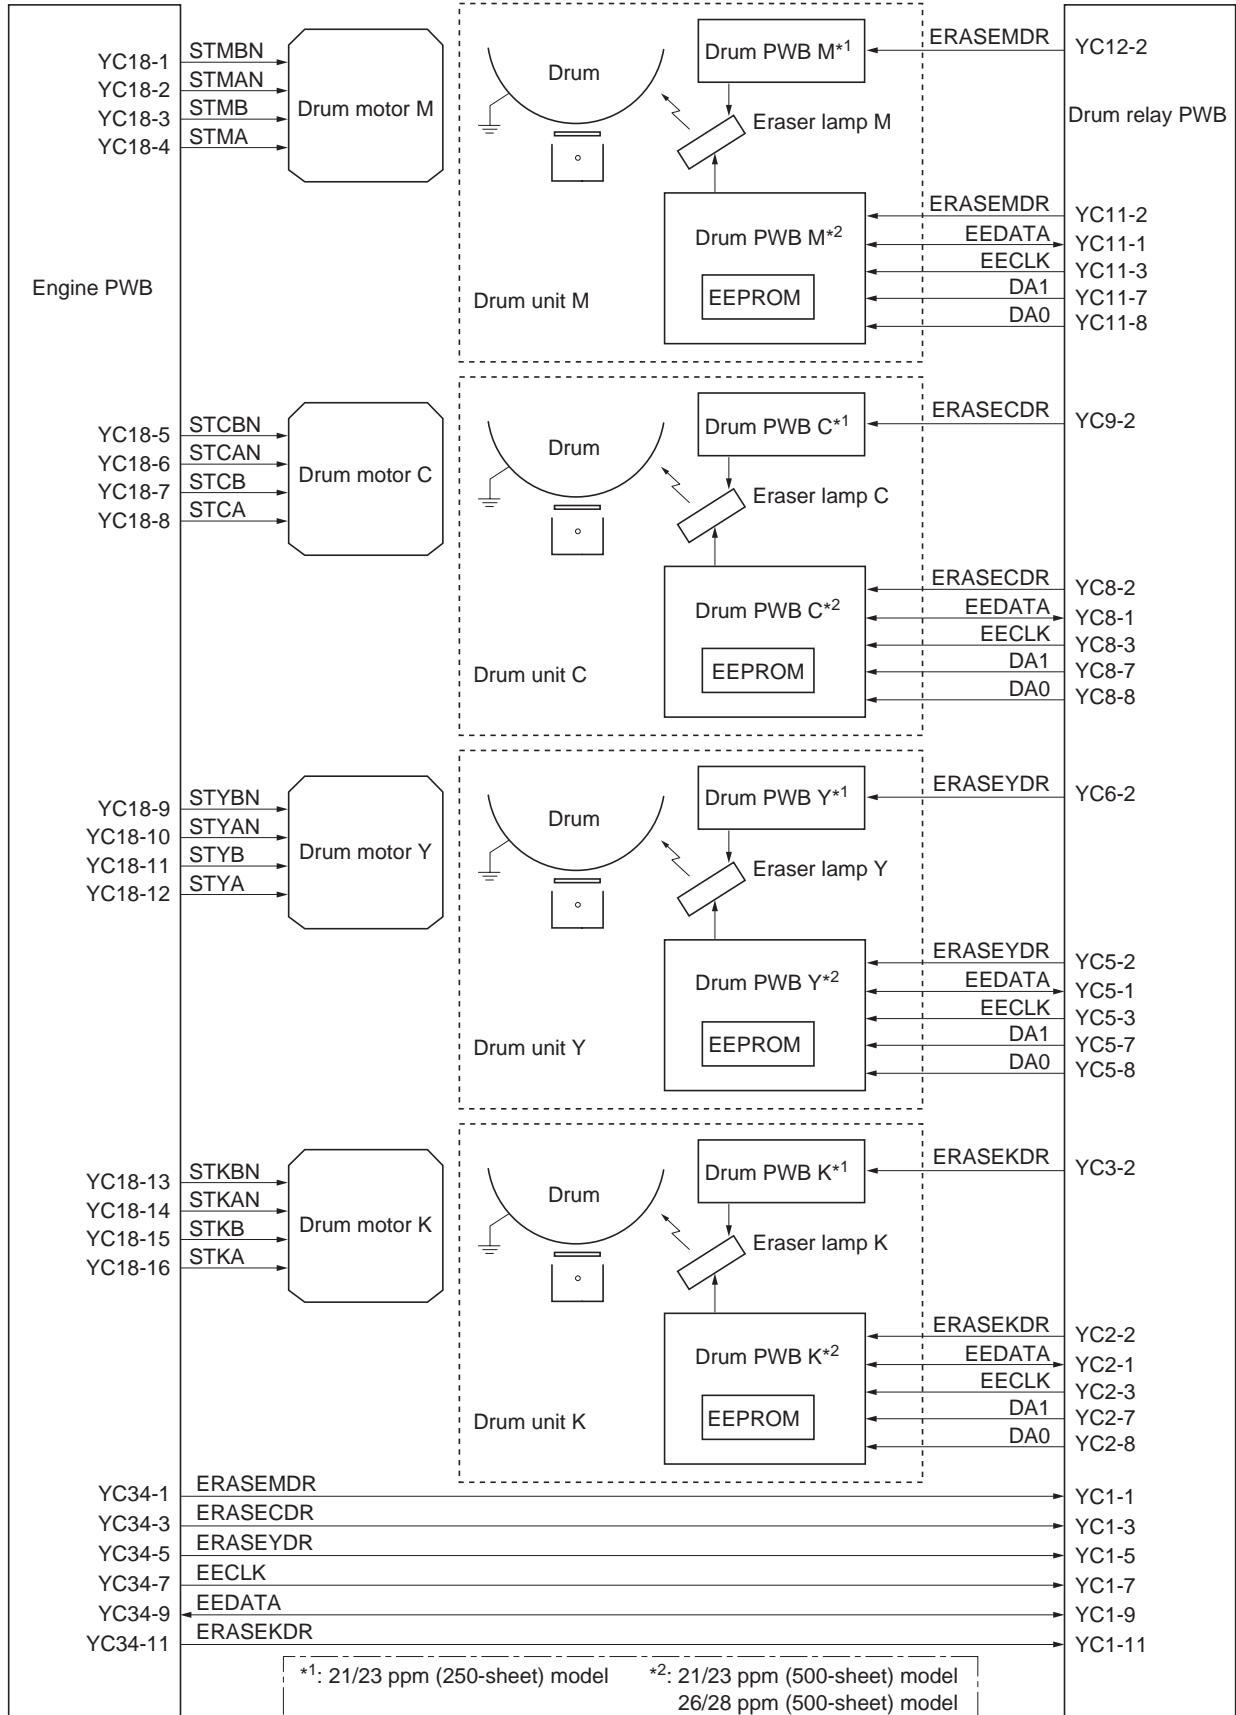 Engine PWB
YC18-1 STMBN
YC18-2 STMAN
YC18-3 STMB
YC18-4 STMA
Drum motor M
Drum
Drum PWB M*1
Eraser lamp M
Drum PWB M*2
EEPROM
Drum unit M
ERASEMDR YC12-2
Drum relay PWB
ERASEMDR YC11-2
EEDATA YC11-1
EECLK YC11-3
DA1 YC11-7
DA0 YC11-8
YC18-5 STCBN
YC18-6 STCAN
YC18-7 STCB
YC18-8 STCA
Drum motor C
Drum
Drum PWB C*1
Eraser lamp C
Drum PWB C*2
EEPROM
Drum unit C
ERASECDR YC9-2
ERASECDR YC8-2
EEDATA YC8-1
EECLK YC8-3
DA1 YC8-7
DA0 YC8-8
YC18-9 STYBN
YC18-10 STYAN
YC18-11 STYB
YC18-12 STYA
Drum motor Y
Drum
Drum PWB Y*1
Eraser lamp Y
Drum PWB Y*2
EEPROM
Drum unit Y
ERASEYDR YC6-2
ERASEYDR YC5-2
EEDATA YC5-1
EECLK YC5-3
DA1 YC5-7
DA0 YC5-8
YC18-13 STKBN
YC18-14 STKAN
YC18-15 STKB
YC18-16 STKA
Drum motor K
Drum
Drum PWB K*1
Eraser lamp K
Drum PWB K*2
EEPROM
Drum unit K
ERASEKDR YC3-2
ERASEKDR YC2-2
EEDATA YC2-1
EECLK YC2-3
DA1 YC2-7
DA0 YC2-8
YC34-1 ERASEMDR YC1-1
YC34-3 ERASECDR YC1-3
YC34-5 ERASEYDR YC1-5
YC34-7 EECLK YC1-7
YC34-9 EEDATA YC1-9
YC34-11 ERASEKDR YC1-11
*1: 21/23 ppm (250-sheet) model *2: 21/23 ppm (500-sheet) model
26/28 ppm (500-sheet) model